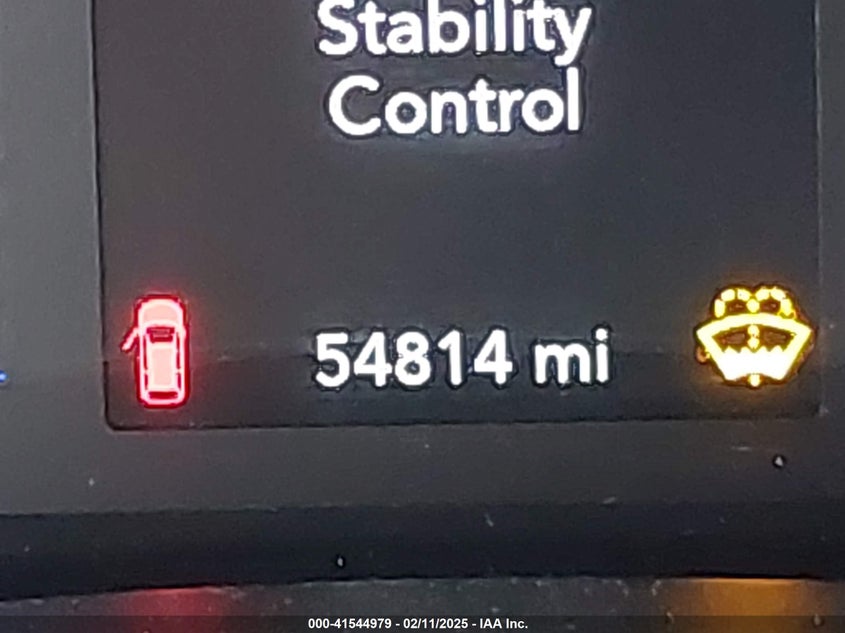 Stability
Control
54814 mi
000-41544979 - 02/11/2025 - IAA Inc.